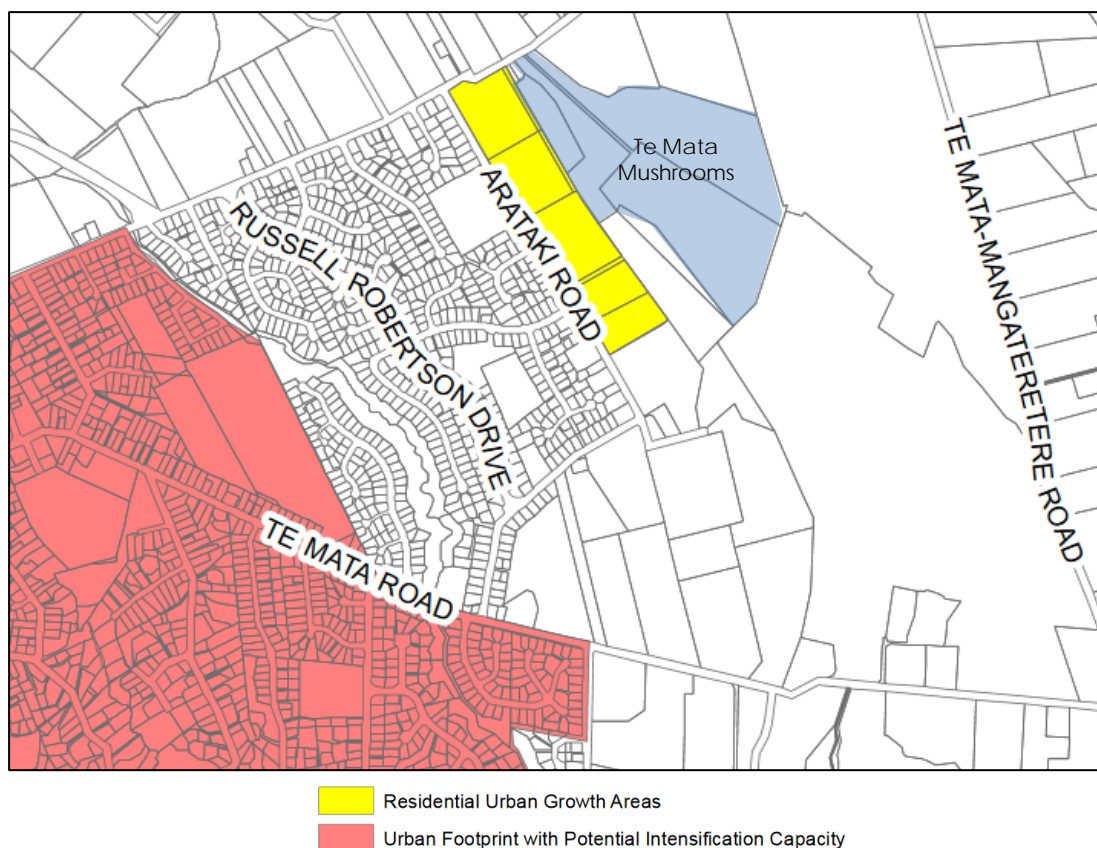 Te Mata
Mushrooms
TE MATA-MANGATERETERE ROAD
ARATAKI ROAD
RUSSELL ROBERTSON DRIVE
TE MATA ROAD
Residential Urban Growth Areas
Urban Footprint with Potential Intensification Capacity